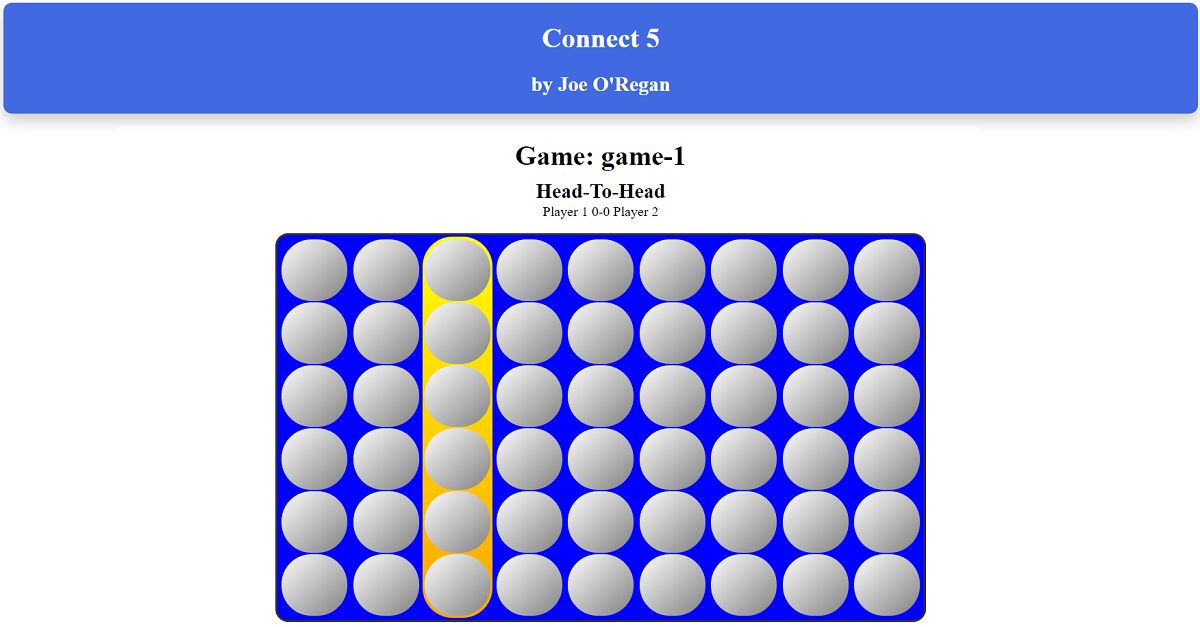 Connect 5
by Joe O'Regan
Game: game-1
Head-To-Head
Player 1 0-0 Player 2